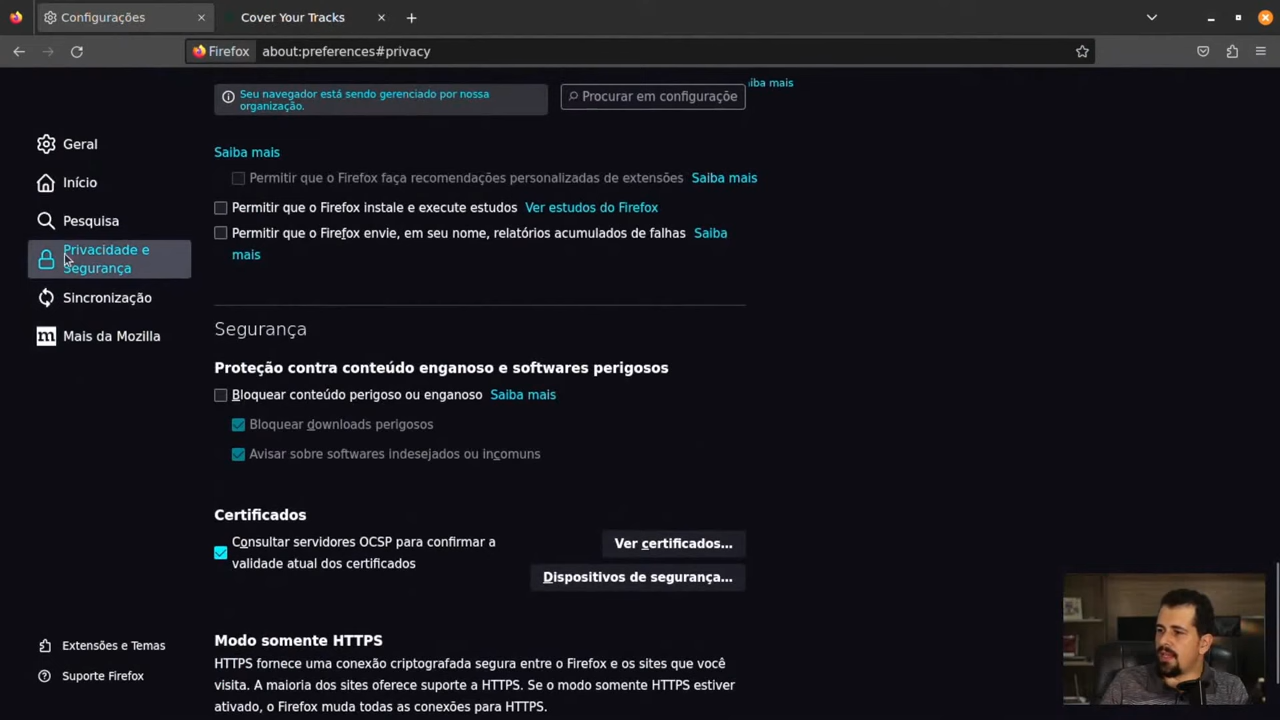 Configurações
Cover Your Tracks
Firefox
about:preferences#privacy
Seu navegador está sendo gerenciado por nossa
organização.
Procurar em configuraçõe
aiba mais
Geral
Início
Pesquisa
Privacidade e
Segurança
Sincronização
m
Mais da Mozilla
Saiba mais
Permitir que o Firefox faça recomendações personalizadas de extensões Saiba mais
Permitir que o Firefox instale e execute estudos Ver estudos do Firefox
Permitir que o Firefox envie, em seu nome, relatórios acumulados de falhas Saiba
mais
Segurança
Proteção contra conteúdo enganoso e softwares perigosos
Bloquear conteúdo perigoso ou enganoso Saiba mais
Bloquear downloads perigosos
Avisar sobre softwares indesejados ou incomuns
Certificados
Consultar servidores OCSP para confirmar a
validade atual dos certificados
Ver certificados...
Dispositivos de segurança...
Modo somente HTTPS
HTTPS fornece uma conexão criptografada segura entre o Firefox e os sites que você
visita. A maioria dos sites oferece suporte a HTTPS. Se o modo somente HTTPS estiver
ativado, o Firefox muda todas as conexões para HTTPS.
Extensões e Temas
Suporte Firefox